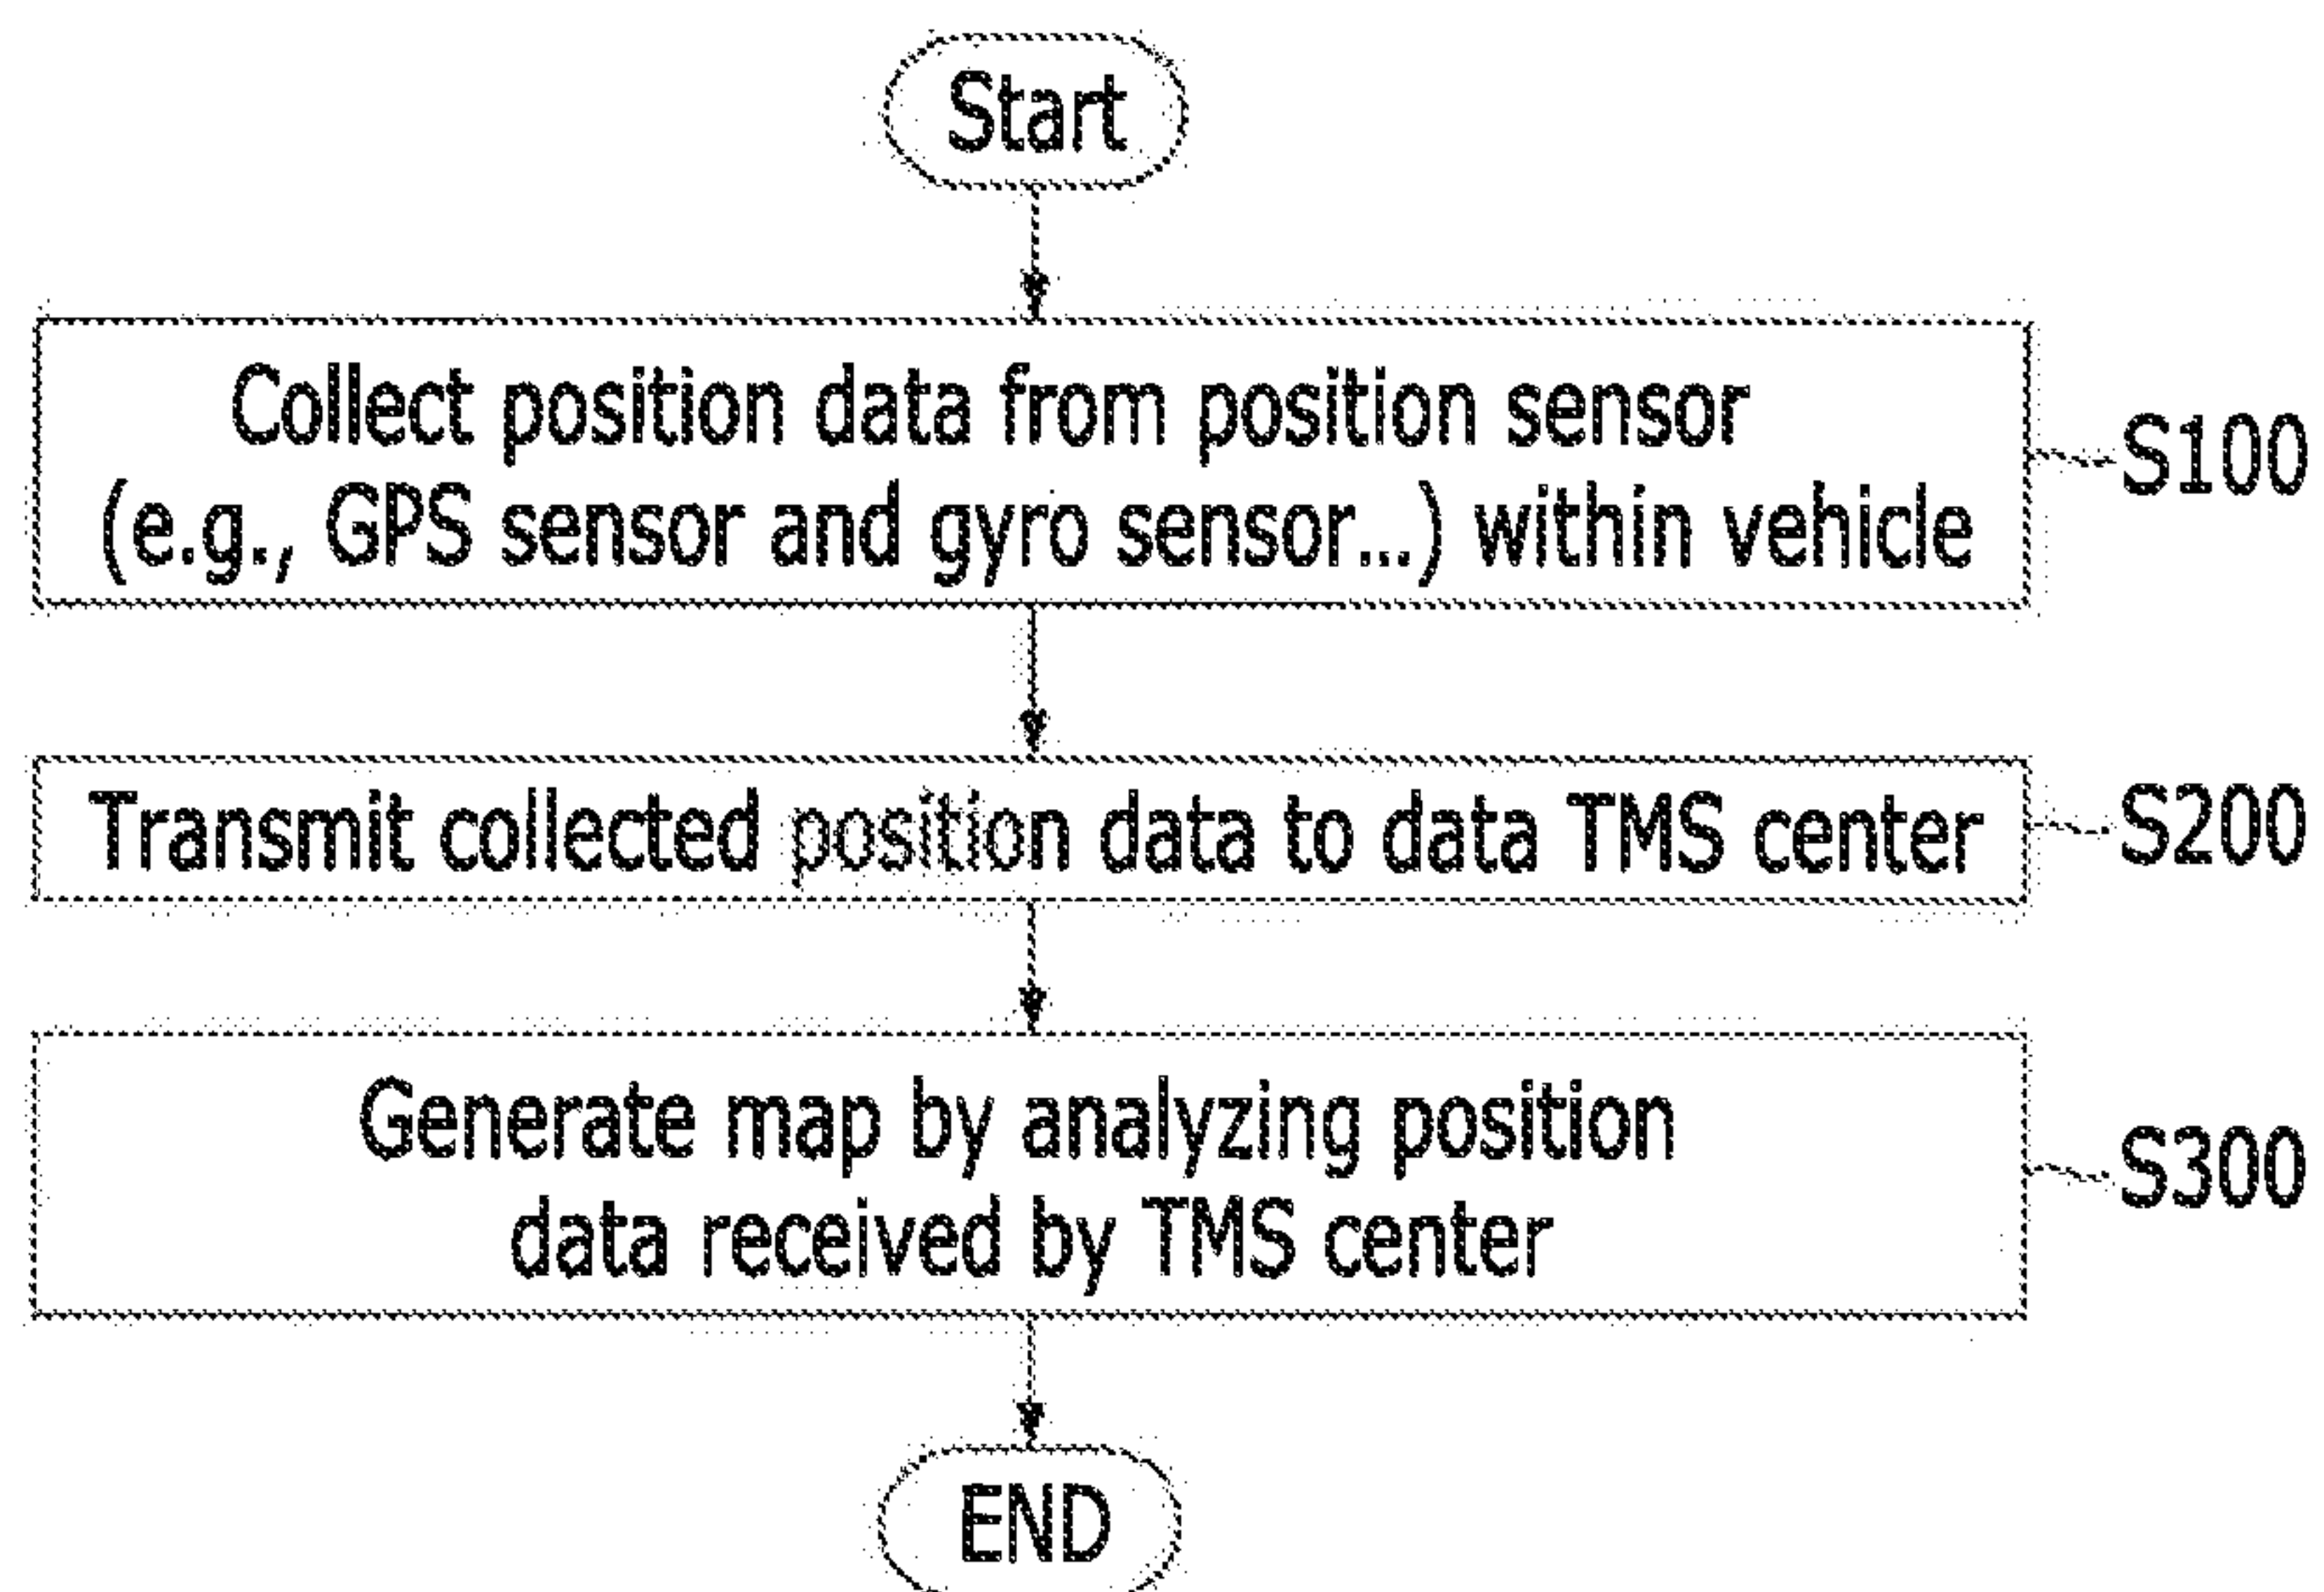 Start
Collect position data from position sensor
(e.g., GPS sensor and gyro sensor...) within vehicle
S100
Transmit collected position data to data TMS center
S200
Generate map by analyzing position
data received by TMS center
S300
END